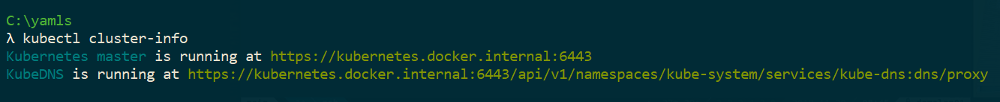 C:\yamls
λ kubectl cluster-info
Kubernetes master is running at https://kubernetes.docker.internal:6443
KubeDNS is running at https://kubernetes.docker.internal:6443/api/v1/namespaces/kube-system/services/kube-dns:dns/proxy